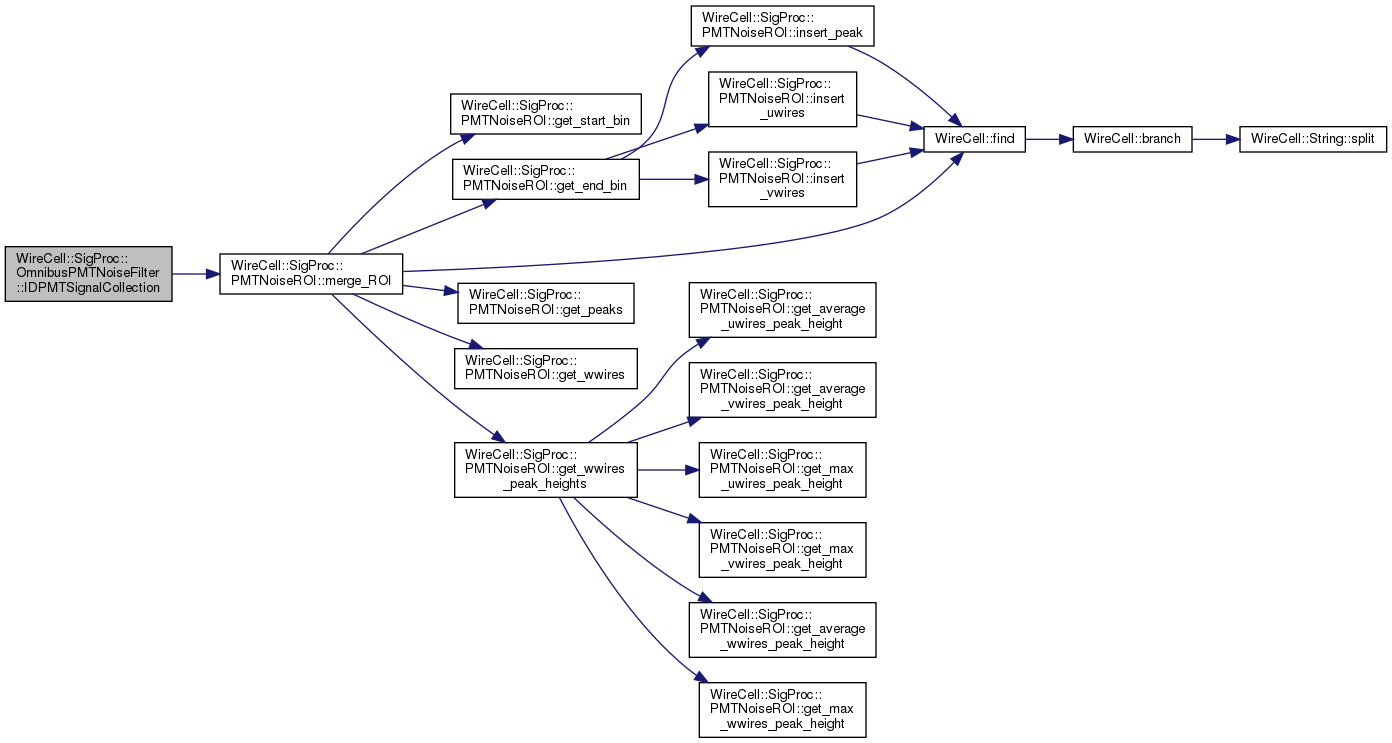 WireCell::SigProc::
OmnibusPMTNoiseFilter
::IDPMTSignalCollection
WireCell::SigProc::
PMTNoiseROI::merge_ROI
WireCell::SigProc::
PMTNoiseROI::get_start_bin
WireCell::SigProc::
PMTNoiseROI::get_end_bin
WireCell::SigProc::
PMTNoiseROI::insert_peak
WireCell::SigProc::
PMTNoiseROI::insert
_uwires
WireCell::SigProc::
PMTNoiseROI::insert
_vwires
WireCell::find
WireCell::branch
WireCell::String::split
WireCell::SigProc::
PMTNoiseROI::get_peaks
WireCell::SigProc::
PMTNoiseROI::get_wwires
WireCell::SigProc::
PMTNoiseROI::get_wwires
_peak_heights
WireCell::SigProc::
PMTNoiseROI::get_average
_uwires_peak_height
WireCell::SigProc::
PMTNoiseROI::get_average
_vwires_peak_height
WireCell::SigProc::
PMTNoiseROI::get_max
_uwires_peak_height
WireCell::SigProc::
PMTNoiseROI::get_max
_vwires_peak_height
WireCell::SigProc::
PMTNoiseROI::get_average
_wwires_peak_height
WireCell::SigProc::
PMTNoiseROI::get_max
_wwires_peak_height